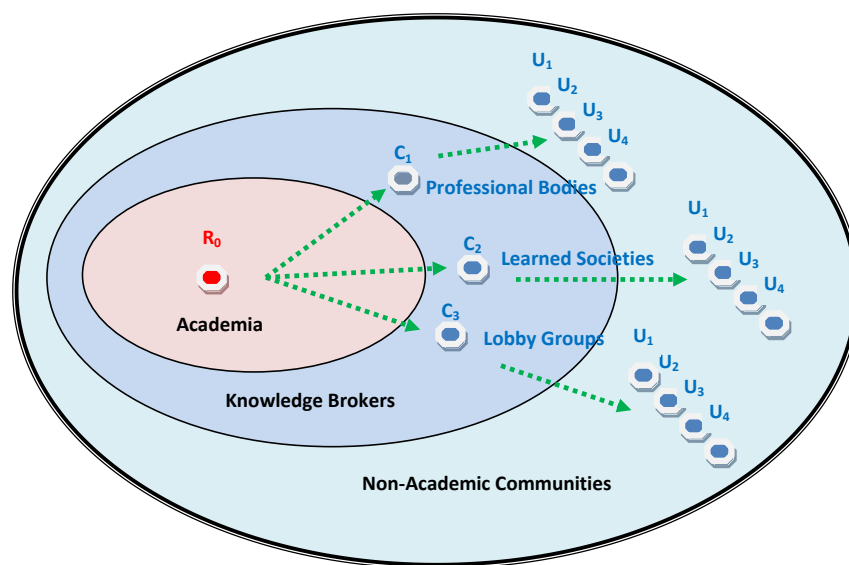 U₁
U₂
U₃
U₄
C₁
Professional Bodies
R₀
Academia
C₂
Learned Societies
C₃
Lobby Groups
U₁
U₂
U₃
U₄
U₁
U₂
U₃
U₄
Knowledge Brokers
Non-Academic Communities